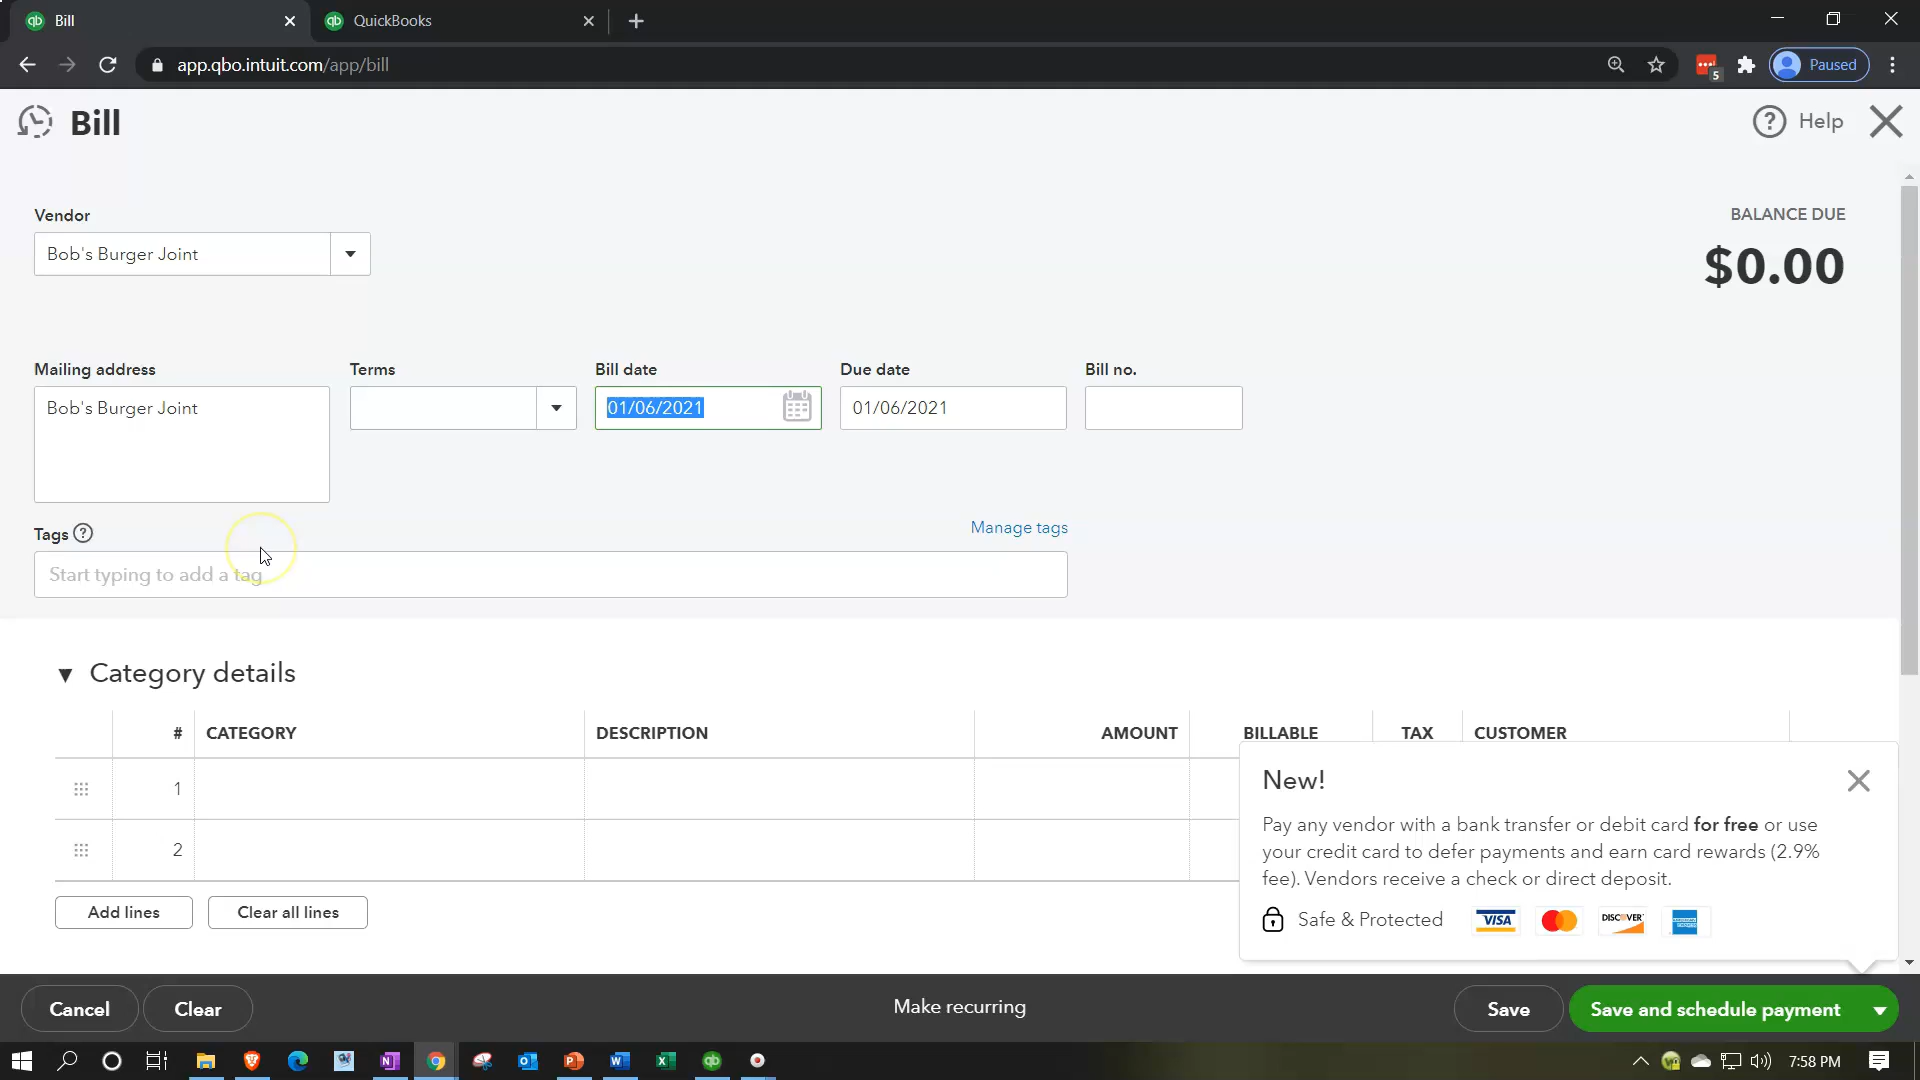 Bill
QuickBooks
app.qbo.intuit.com/app/bill
5
Paused
Bill
Help
Vendor
BALANCE DUE
Bob's Burger Joint
$0.00
Mailing address
Terms
Bill date
Due date
Bill no.
Bob's Burger Joint
01/06/2021
01/06/2021
Tags
Manage tags
Start typing to add a tag
Category details
# CATEGORY DESCRIPTION AMOUNT BILLABLE TAX CUSTOMER
1
2
New!
Pay any vendor with a bank transfer or debit card for free or use
your credit card to defer payments and earn card rewards (2.9%
fee). Vendors receive a check or direct deposit.
Safe & Protected
VISA
DISCOVER
Add lines
Clear all lines
Cancel
Clear
Make recurring
Save
Save and schedule payment
7:58 PM